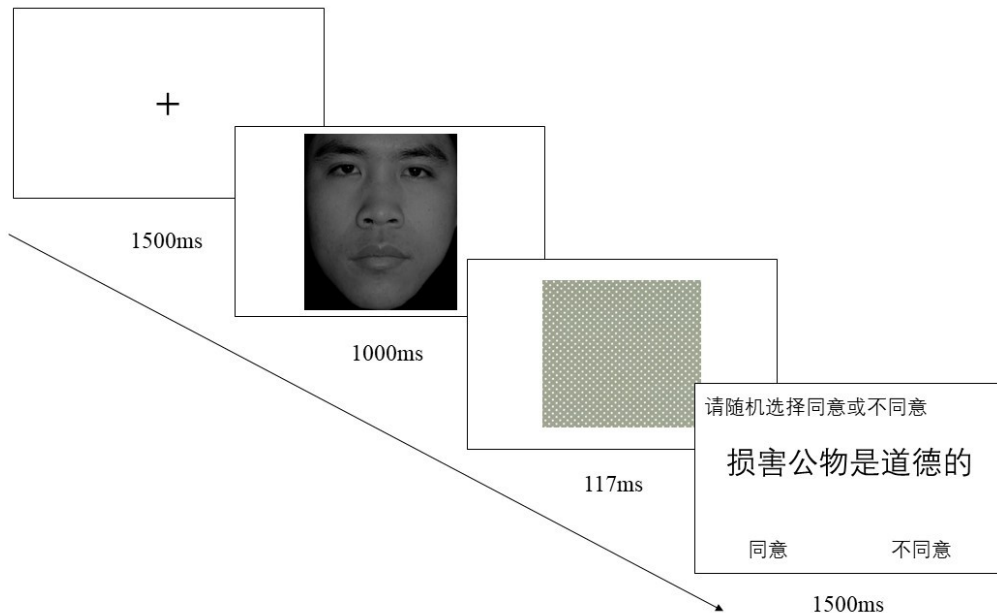 +
1500ms
1000ms
117ms
请随机选择同意或不同意
损害公物是道德的
同意 不同意
1500ms